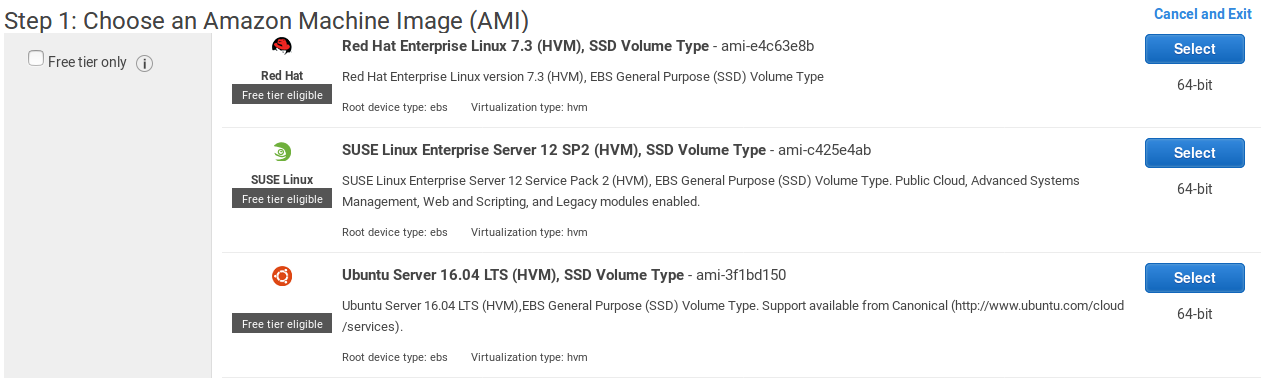 Step 1: Choose an Amazon Machine Image (AMI)
Cancel and Exit
Free tier only
i
Red Hat
Free tier eligible
Red Hat Enterprise Linux 7.3 (HVM), SSD Volume Type - ami-e4c63e8b
Red Hat Enterprise Linux version 7.3 (HVM), EBS General Purpose (SSD) Volume Type
Root device type: ebs Virtualization type: hvm
Select
64-bit
SUSE Linux
Free tier eligible
SUSE Linux Enterprise Server 12 SP2 (HVM), SSD Volume Type - ami-c425e4ab
SUSE Linux Enterprise Server 12 Service Pack 2 (HVM), EBS General Purpose (SSD) Volume Type. Public Cloud, Advanced Systems
Management, Web and Scripting, and Legacy modules enabled.
Root device type: ebs Virtualization type: hvm
Select
64-bit
Free tier eligible
Ubuntu Server 16.04 LTS (HVM), SSD Volume Type - ami-3f1bd150
Ubuntu Server 16.04 LTS (HVM),EBS General Purpose (SSD) Volume Type. Support available from Canonical (http://www.ubuntu.com/cloud
/services).
Root device type: ebs Virtualization type: hvm
Select
64-bit